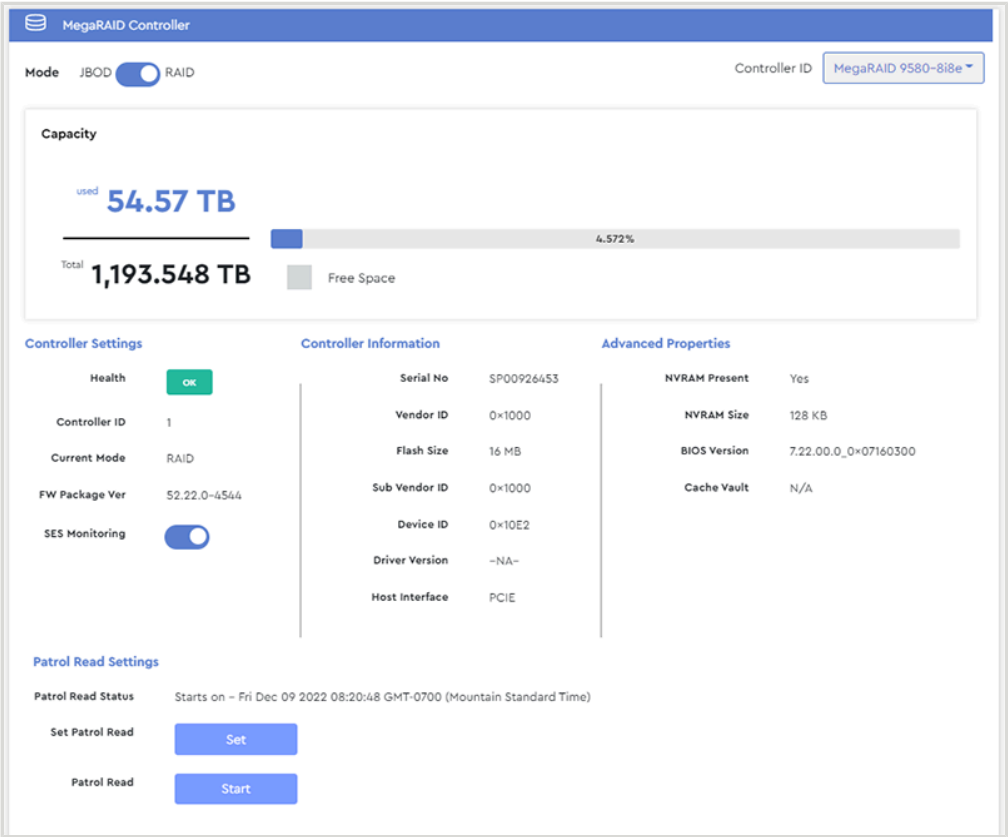 MegaRAID Controller
Mode JBOD RAID
Controller ID MegaRAID 9580-8i8e
Capacity
used 54.57 TB
4.572%
Total 1,193.548 TB
Free Space
Controller Settings
Health OK
Controller ID 1
Current Mode RAID
FW Package Ver 52.22.0-4544
SES Monitoring
Controller Information
Serial No SP00926453
Vendor ID 0×1000
Flash Size 16 MB
Sub Vendor ID 0×1000
Device ID 0×10E2
Driver Version -NA-
Host Interface PCIE
Advanced Properties
NVRAM Present Yes
NVRAM Size 128 KB
BIOS Version 7.22.00.0_0×07160300
Cache Vault N/A
Patrol Read Settings
Patrol Read Status Starts on - Fri Dec 09 2022 08:20:48 GMT-0700 (Mountain Standard Time)
Set Patrol Read Set
Patrol Read Start